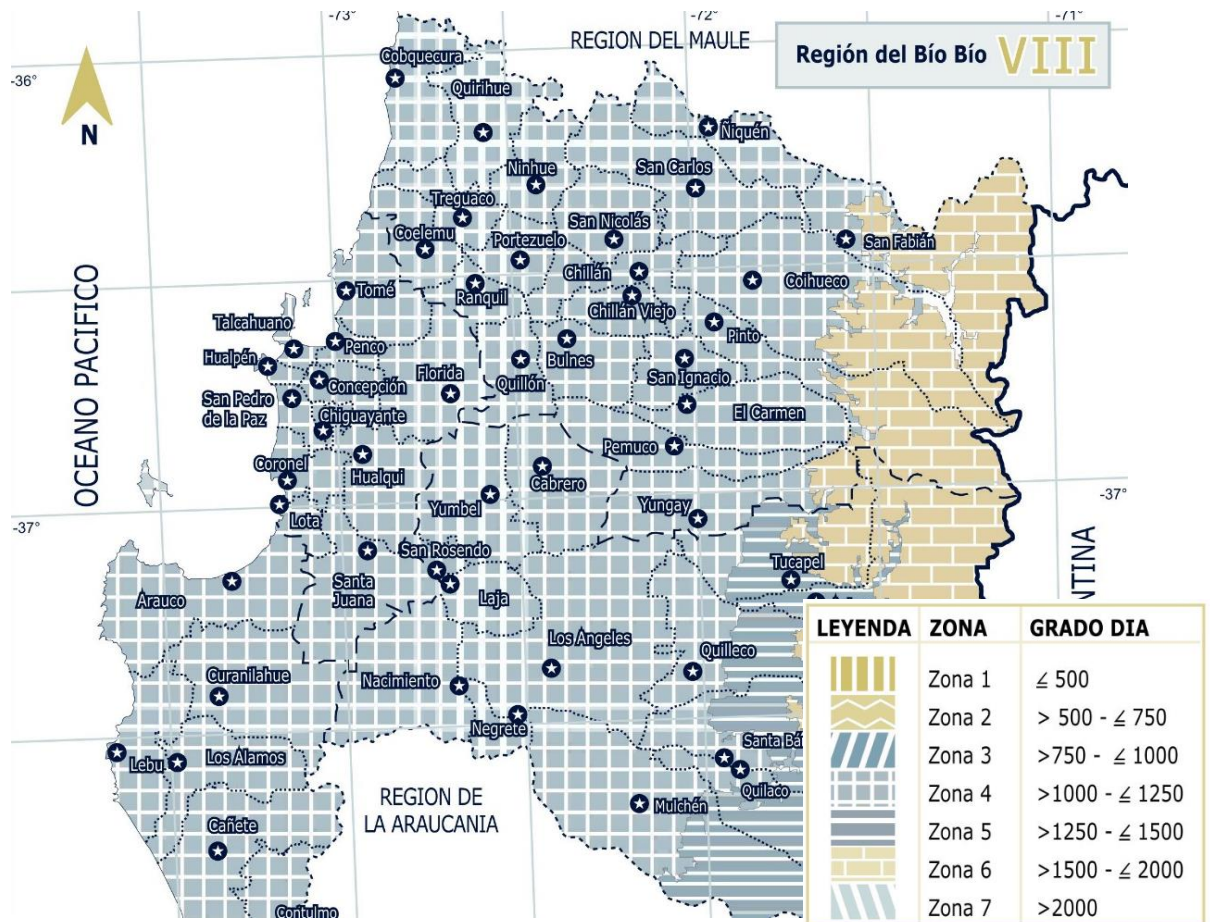 -73°
-72°
-71°
REGION DEL MAULE
Región del Bío Bío VIII
-36°
N
Cobquecura
Quirihue
Ñiquén
Ninhue
San Carlos
Treguaco
San Nicolás
Coelemu
Portezuelo
San Fabián
Chillán
Coihueco
Tomé
Ranquil
Chillán Viejo
Talcahuano
Pinto
Penco
Hualpén
Bulnes
Florida
Quillón
San Ignacio
Concepción
San Pedro
de la Paz
Chiguayante
El Carmen
OCEANO PACIFICO
Pemuco
Coronel
Hualqui
Cabrero
-37°
Yumbel
Yungay
Lota
-37°
San Rosendo
Tucapel
NTINA
Santa
Juana
Arauco
Laja
Los Ángeles
Quilleco
Curanilahue
Nacimiento
Negrete
Santa Bár
Lebu
Los Alamos
Quilaco
REGION DE
LA ARAUCANIA
Mulchén
Cañete
Contulmo
LEYENDA ZONA GRADO DIA
Zona 1 ≤ 500
Zona 2 > 500 - ≤ 750
Zona 3 >750 - ≤ 1000
Zona 4 >1000 - ≤ 1250
Zona 5 >1250 - ≤ 1500
Zona 6 >1500 - ≤ 2000
Zona 7 >2000